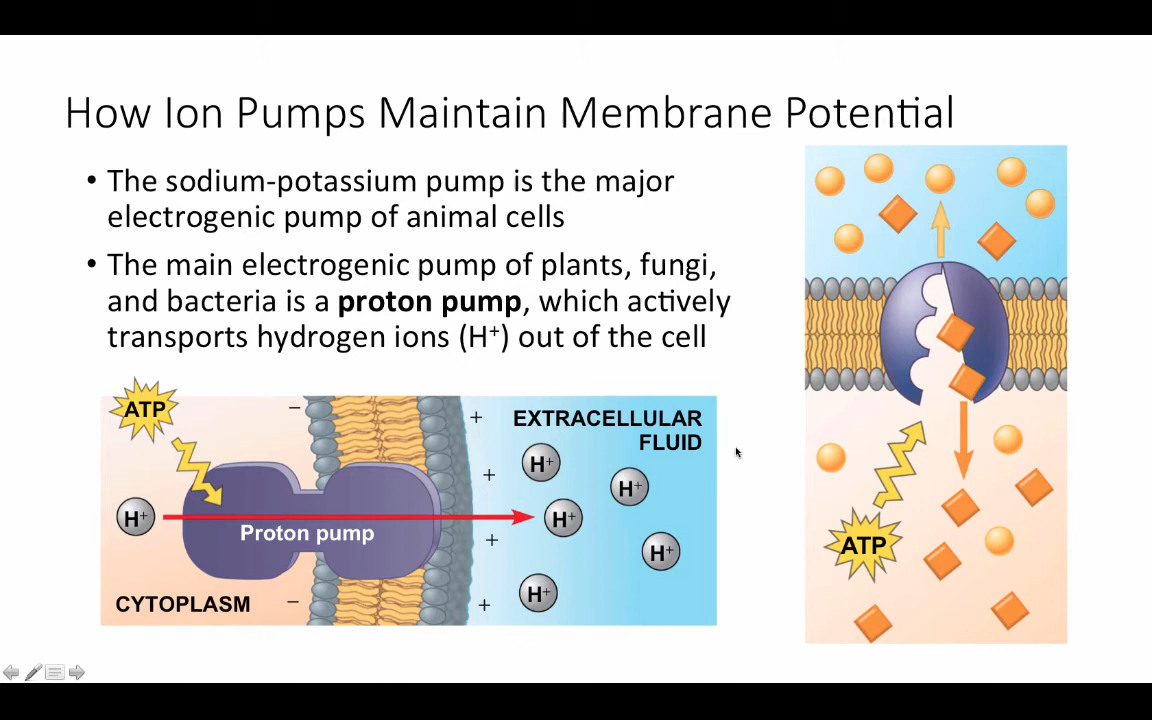 How Ion Pumps Maintain Membrane Potential
• The sodium-potassium pump is the major
electrogenic pump of animal cells
• The main electrogenic pump of plants, fungi,
and bacteria is a proton pump, which actively
transports hydrogen ions (H⁺) out of the cell
ATP
−
+
EXTRACELLULAR
FLUID
H⁺
+
H⁺
H⁺
H⁺
Proton pump
+
H⁺
CYTOPLASM
−
+
H⁺
ATP